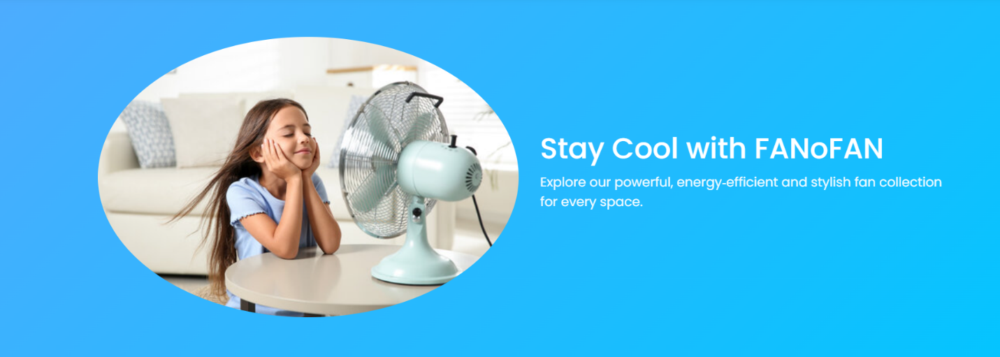 Stay Cool with FANoFAN
Explore our powerful, energy-efficient and stylish fan collection
for every space.